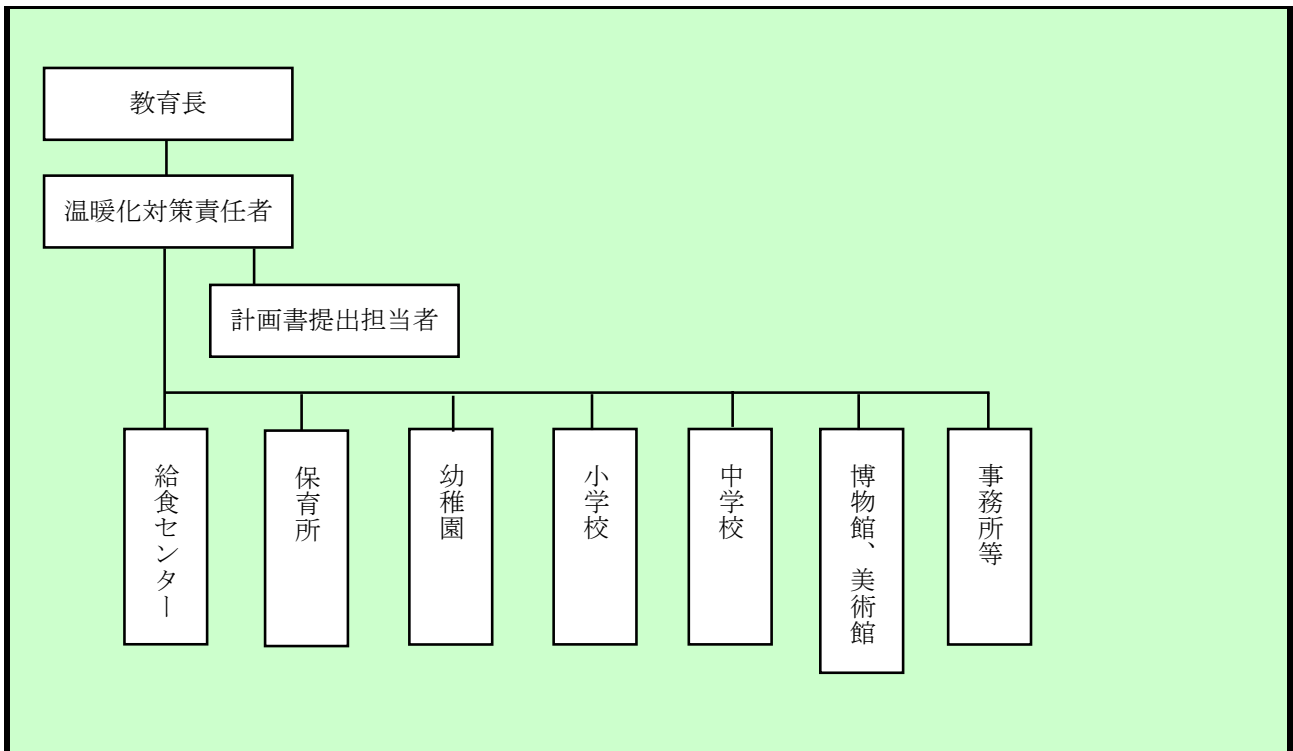 教育長
温暖化対策責任者
計画書提出担当者
給食センター
保育所
幼稚園
小学校
中学校
博物館、美術館
事務所等